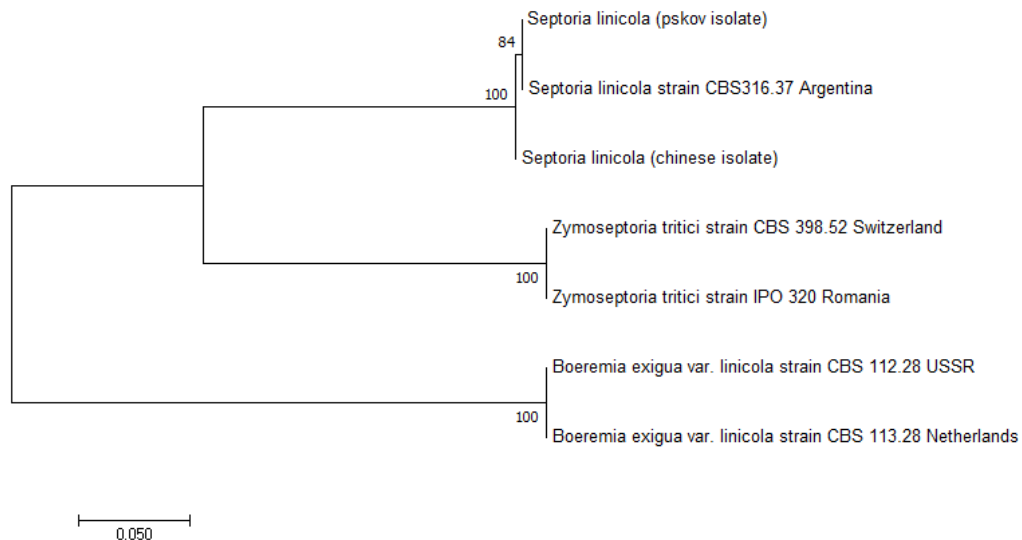 Septoria linicola (pskov isolate)
84
Septoria linicola strain CBS316.37 Argentina
100
Septoria linicola (chinese isolate)
Zymoseptoria tritici strain CBS 398.52 Switzerland
100
Zymoseptoria tritici strain IPO 320 Romania
Boeremia exigua var. linicola strain CBS 112.28 USSR
100
Boeremia exigua var. linicola strain CBS 113.28 Netherlands
0.050